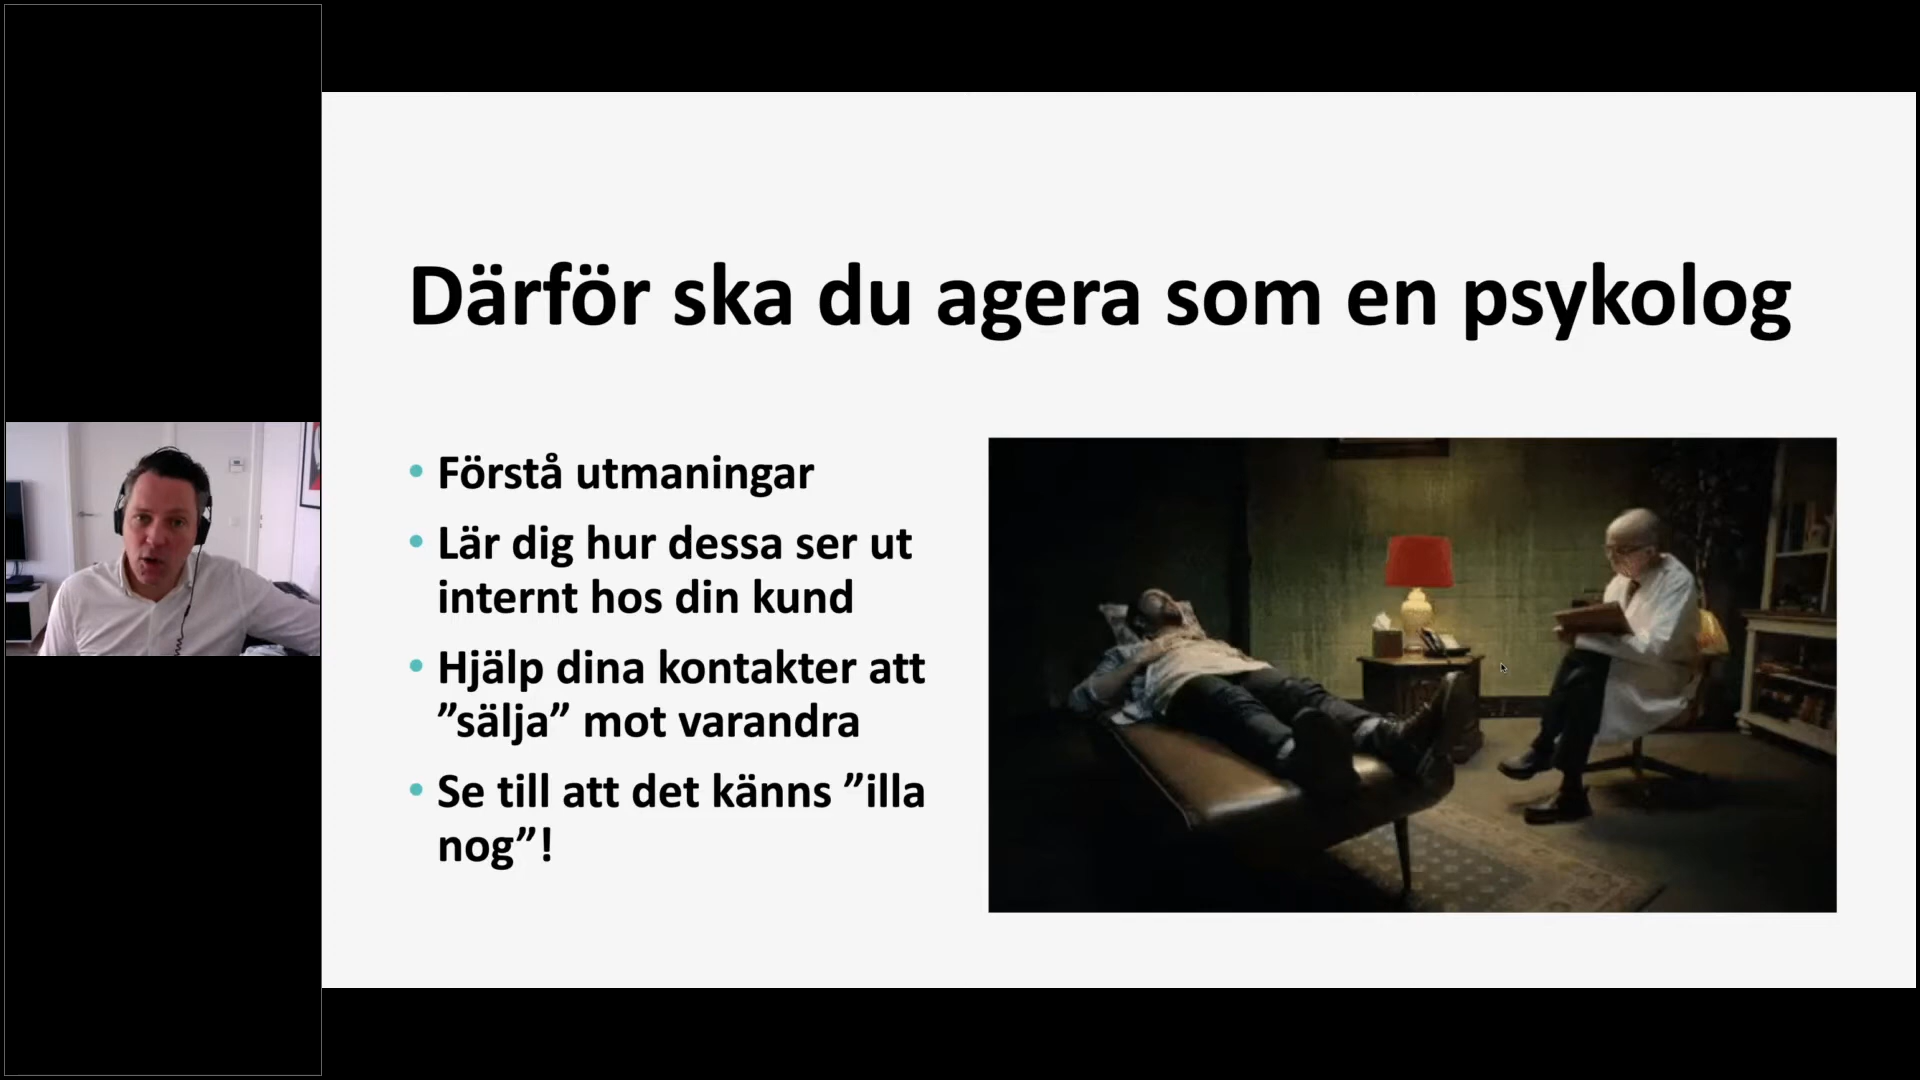 Därför ska du agera som en psykolog
• Förstå utmaningar
• Lär dig hur dessa ser ut
internt hos din kund
• Hjälp dina kontakter att
”sälja” mot varandra
• Se till att det känns ”illa
nog”!